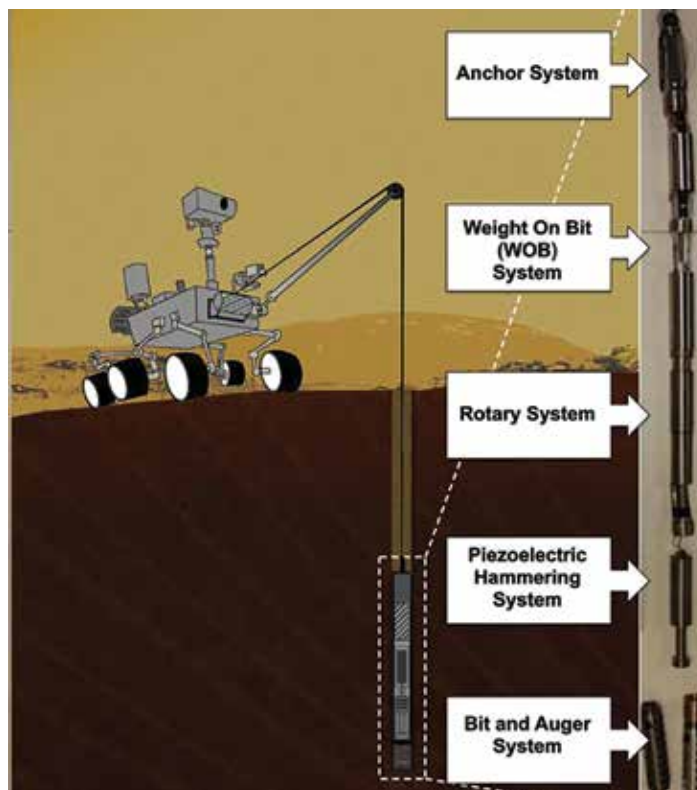 Anchor System
Weight On Bit
(WOB)
System
Rotary System
Piezoelectric
Hammering
System
Bit and Auger
System